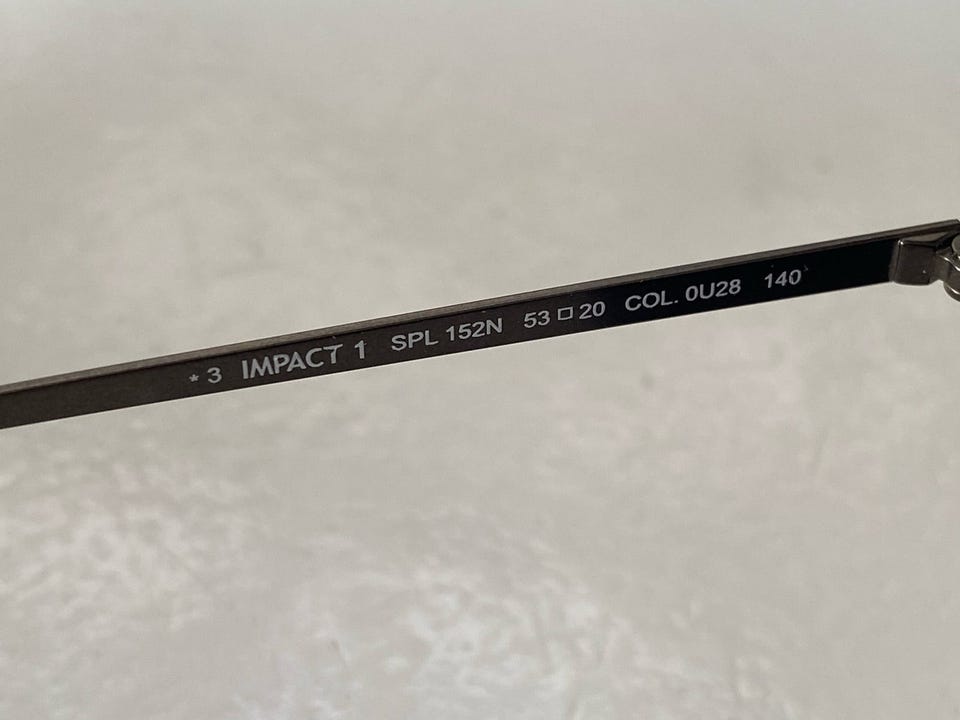 * 3 IMPACT 1 SPL 152N 53 □ 20 COL. 0U28 140